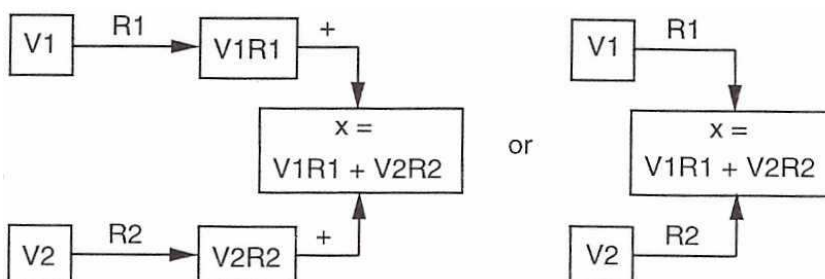 V1 R1 V1R1 +
x =
V1R1 + V2R2
V2 R2 V2R2 +
or
V1 R1
x =
V1R1 + V2R2
V2 R2